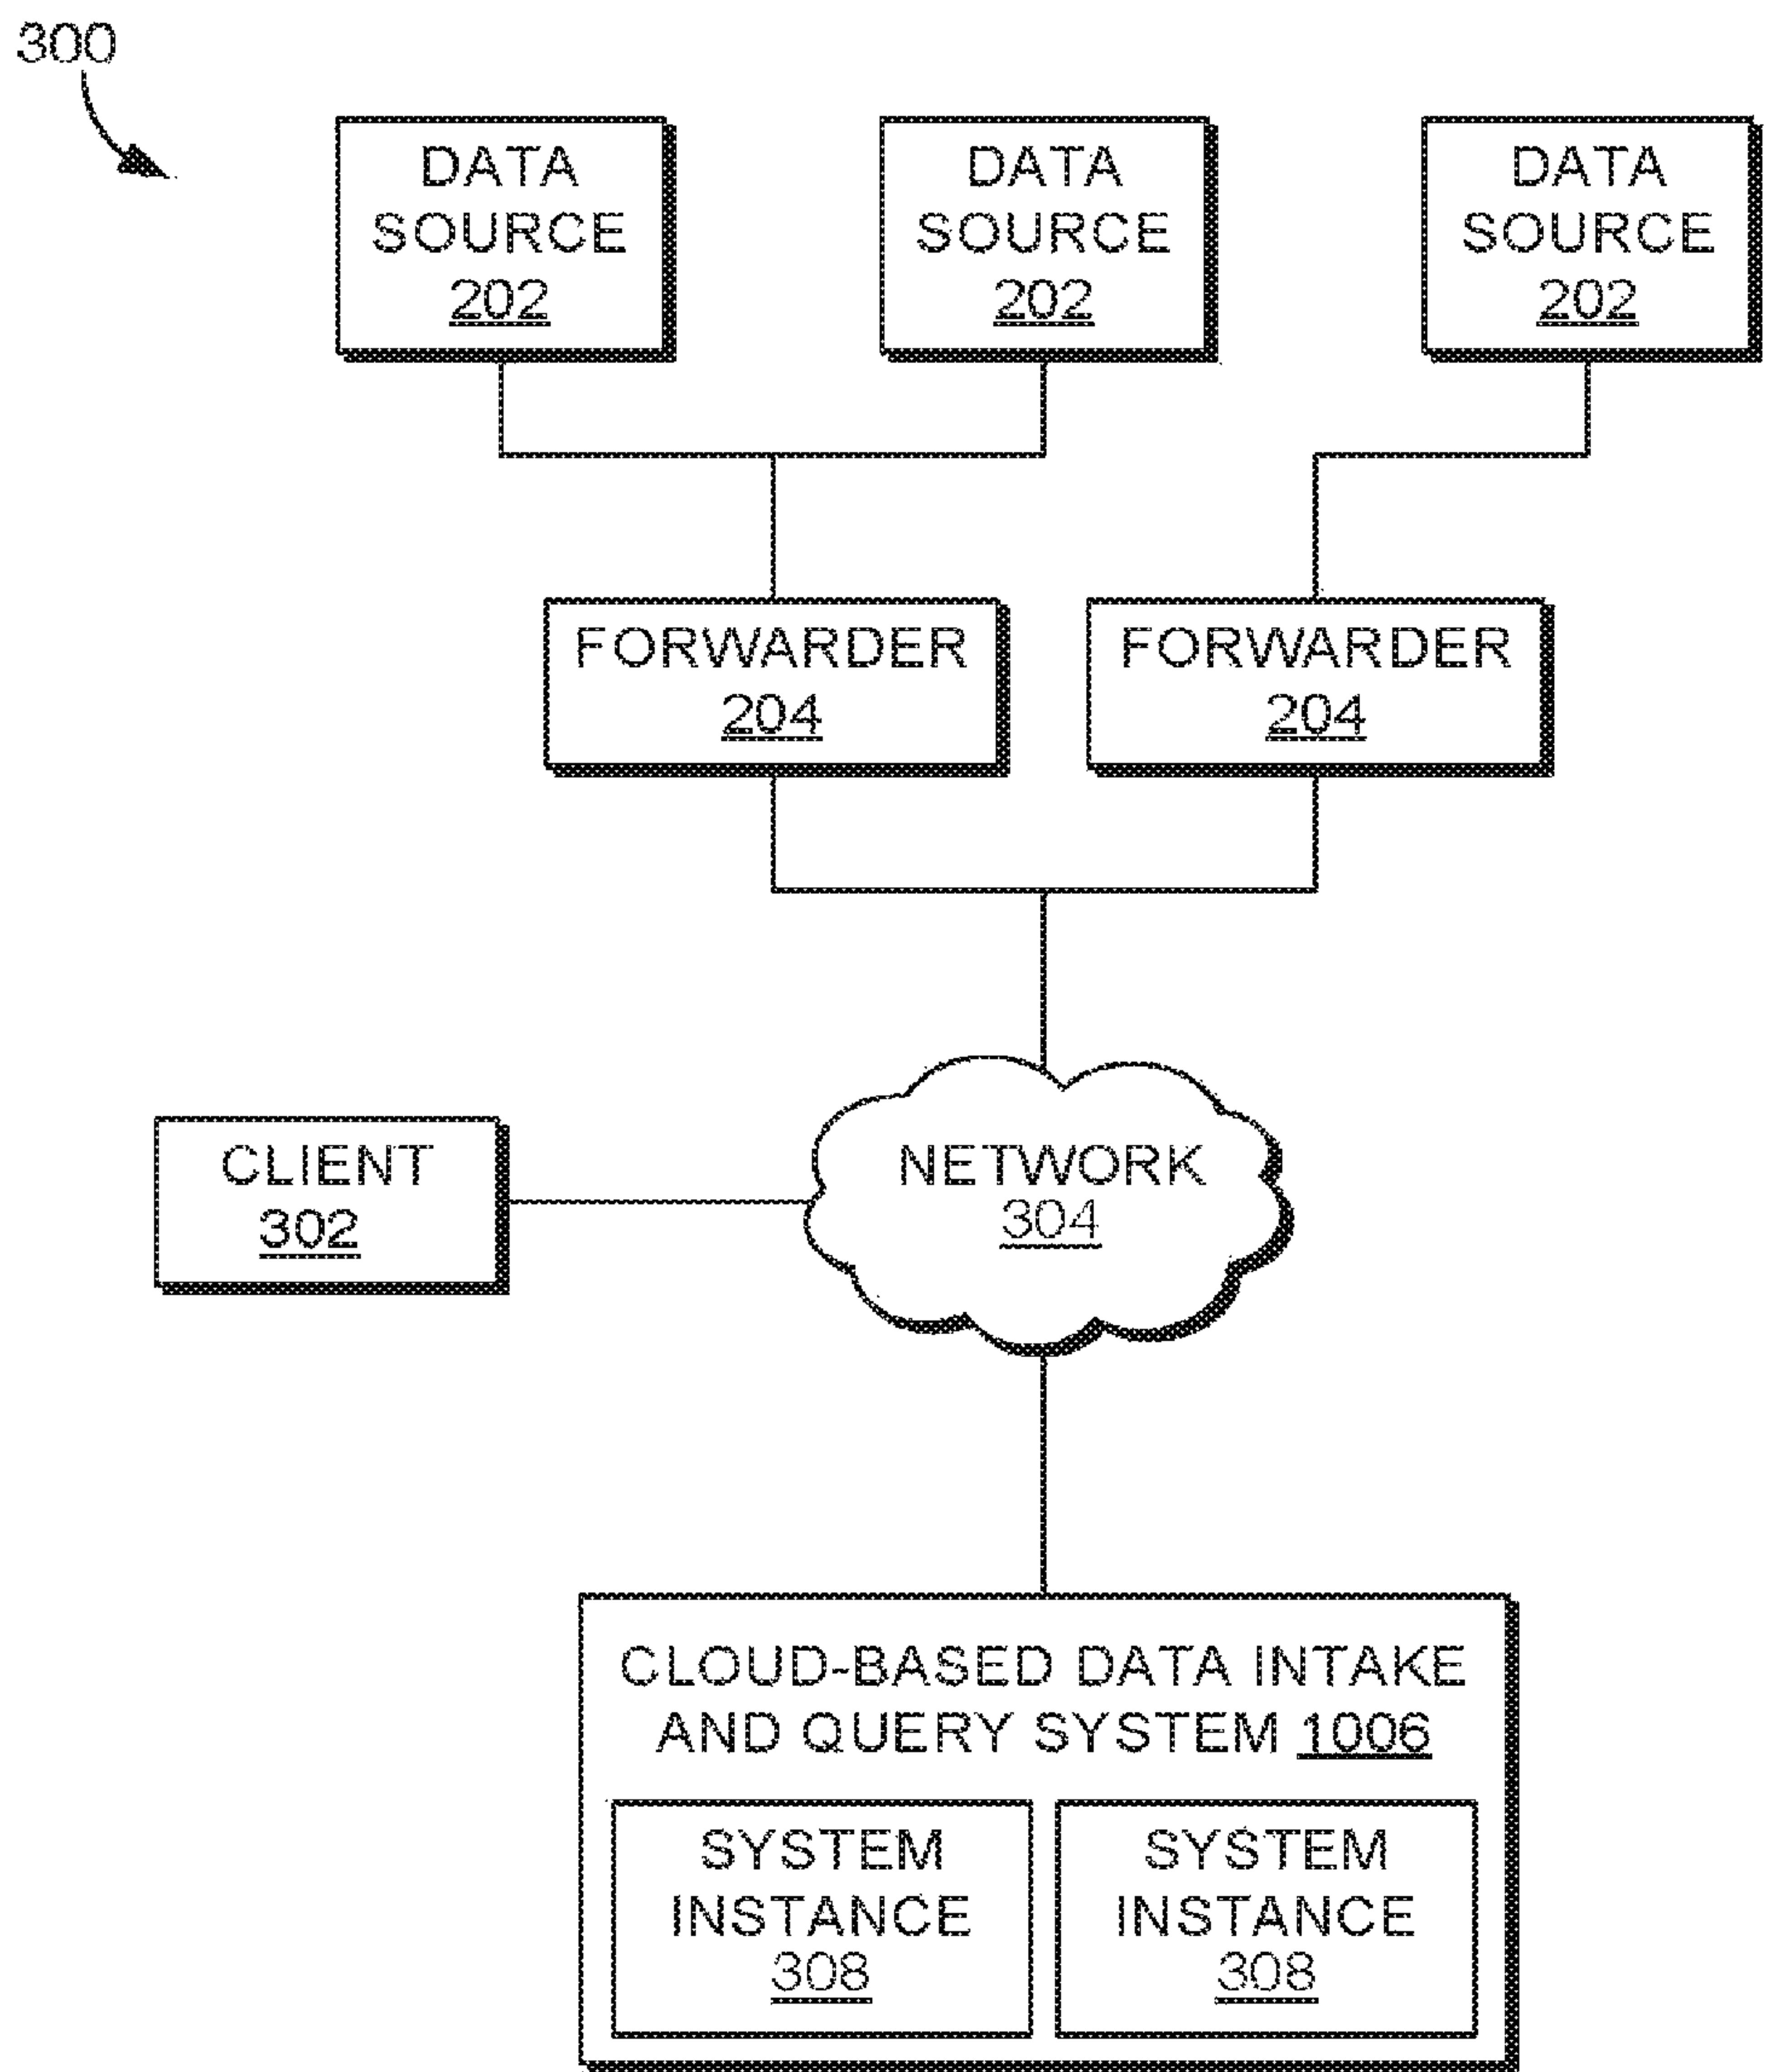 300
DATA
SOURCE
202
DATA
SOURCE
202
DATA
SOURCE
202
FORWARDER
204
FORWARDER
204
CLIENT
302
NETWORK
304
CLOUD-BASED DATA INTAKE
AND QUERY SYSTEM 1006
SYSTEM
INSTANCE
308
SYSTEM
INSTANCE
308